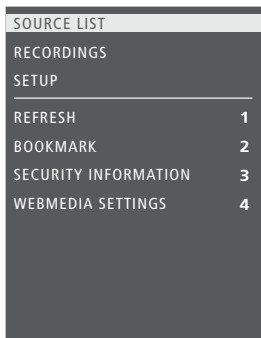 SOURCE LIST
RECORDINGS
SETUP
REFRESH 1
BOOKMARK 2
SECURITY INFORMATION 3
WEBMEDIA SETTINGS 4